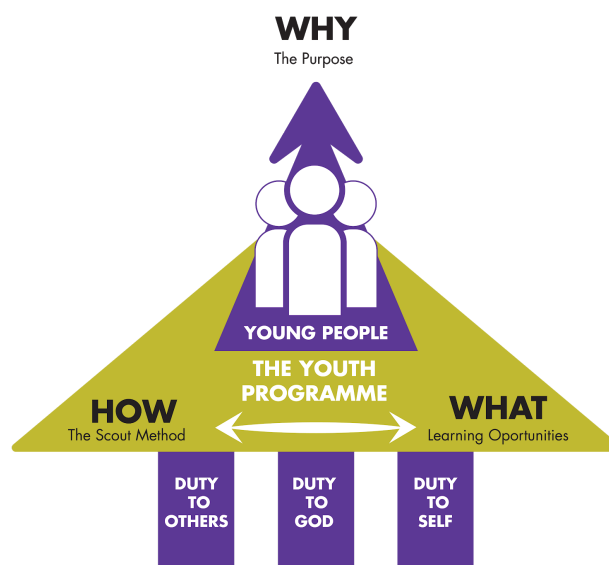 WHY
The Purpose
YOUNG PEOPLE
THE YOUTH
PROGRAMME
HOW
The Scout Method
WHAT
Learning Oportunities
DUTY
TO
OTHERS
DUTY
TO
GOD
DUTY
TO
SELF